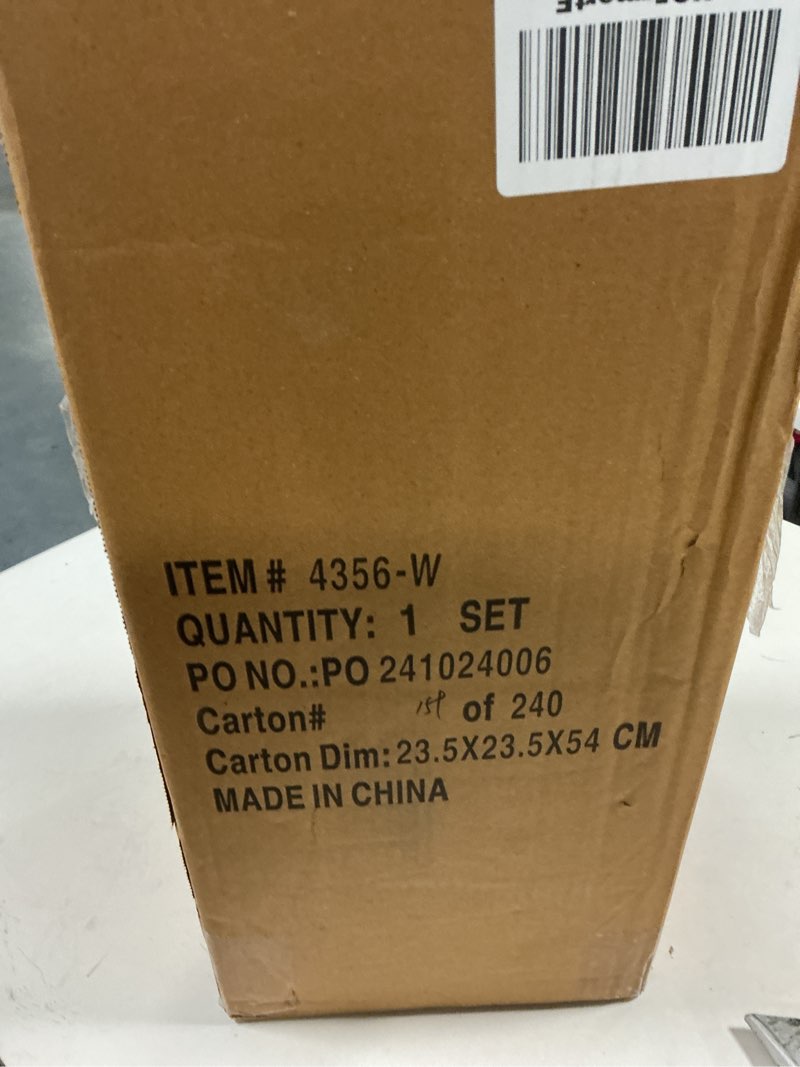 ITEM # 4356-W
QUANTITY: 1 SET
PO NO.:PO 241024006
Carton# of 240
Carton Dim: 23.5X23.5X54 CM
MADE IN CHINA